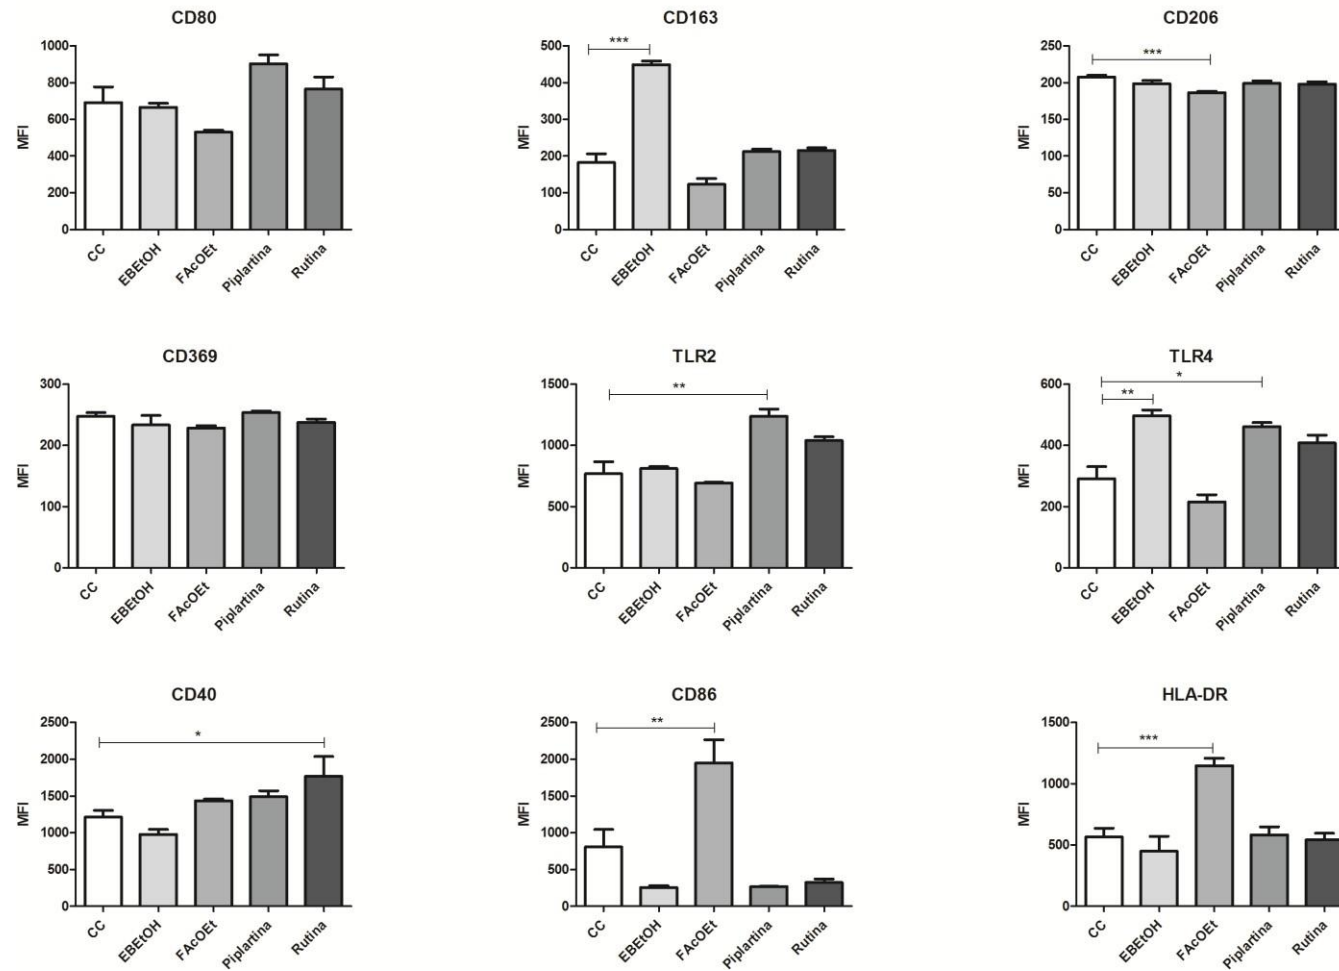 CD80
MFI
1000
800
600
400
200
0
CC
EBEtOH
FAcOEt
Piplartina
Rutina
CD163
MFI
500
400
300
200
100
0
***
CC
EBEtOH
FAcOEt
Piplartina
Rutina
CD206
MFI
250
200
150
100
50
0
***
CC
EBEtOH
FAcOEt
Piplartina
Rutina
CD369
MFI
300
200
100
0
CC
EBEtOH
FAcOEt
Piplartina
Rutina
TLR2
MFI
1500
1000
500
0
**
CC
EBEtOH
FAcOEt
Piplartina
Rutina
TLR4
MFI
600
400
200
0
*
**
CC
EBEtOH
FAcOEt
Piplartina
Rutina
CD40
MFI
2500
2000
1500
1000
500
0
*
CC
EBEtOH
FAcOEt
Piplartina
Rutina
CD86
MFI
2500
2000
1500
1000
500
0
**
CC
EBEtOH
FAcOEt
Piplartina
Rutina
HLA-DR
MFI
1500
1000
500
0
***
CC
EBEtOH
FAcOEt
Piplartina
Rutina